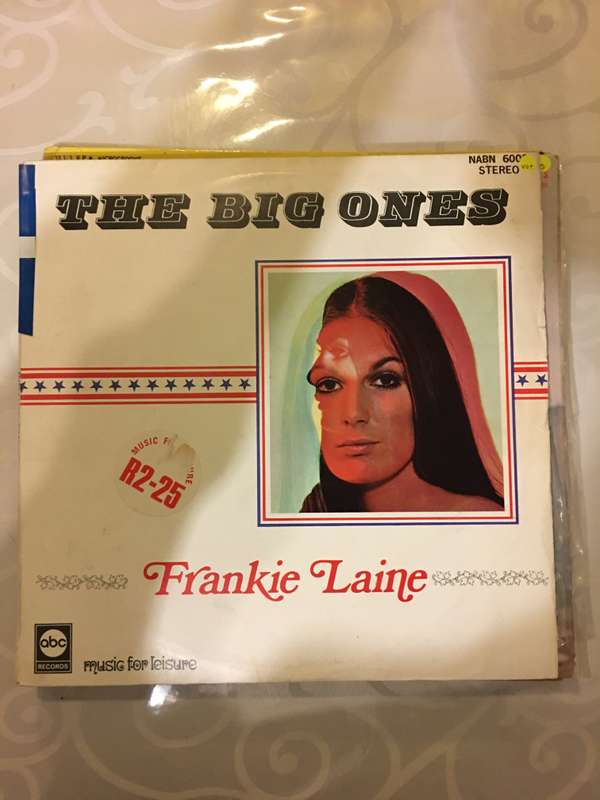 NABN 600
STEREO
THE BIG ONES
MUSIC F
R2-25
Frankie Laine
abc
RECORDS
music for leisure